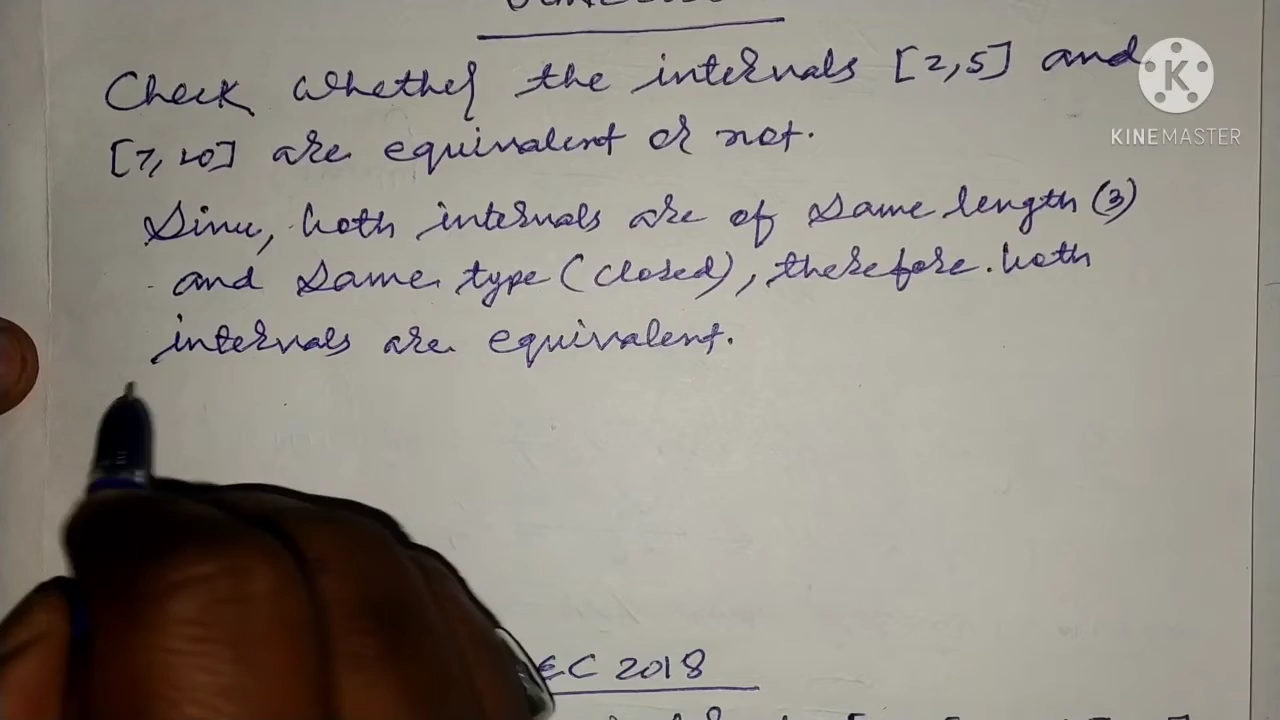 Check whether the intervals [2,5] and
[7,10] are equivalent or not.
Since, both intervals are of same length (3)
and same type (closed), therefore both
intervals are equivalent.
EC 2018
KINEMASTER